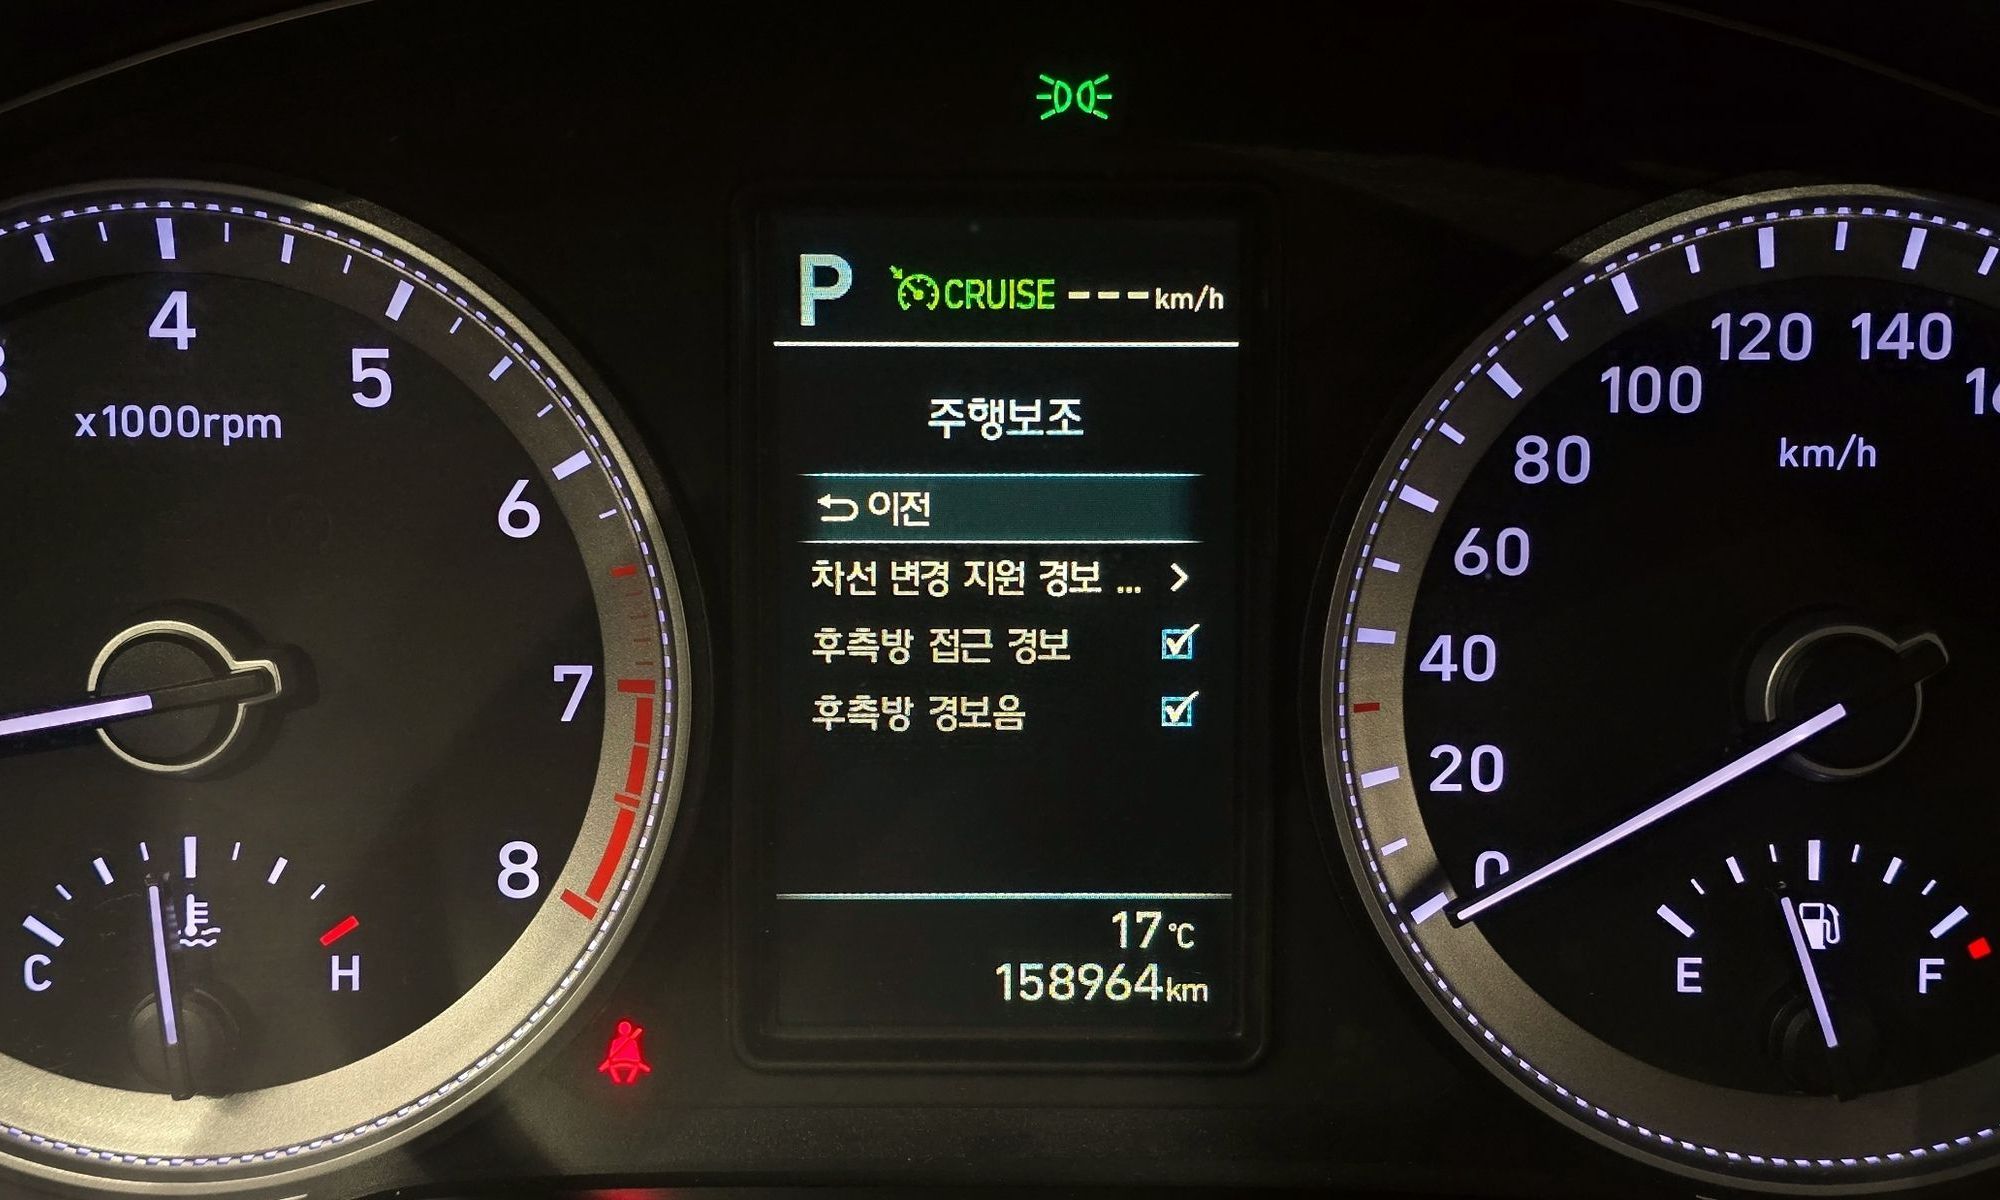 P CRUISE ---km/h
주행보조
이전
차선 변경 지원 경보 ...
후측방 접근 경보
후측방 경보음
17℃
158964km
4
5
x1000rpm
6
7
8
C
H
120
140
100
80
km/h
60
40
20
0
E
F